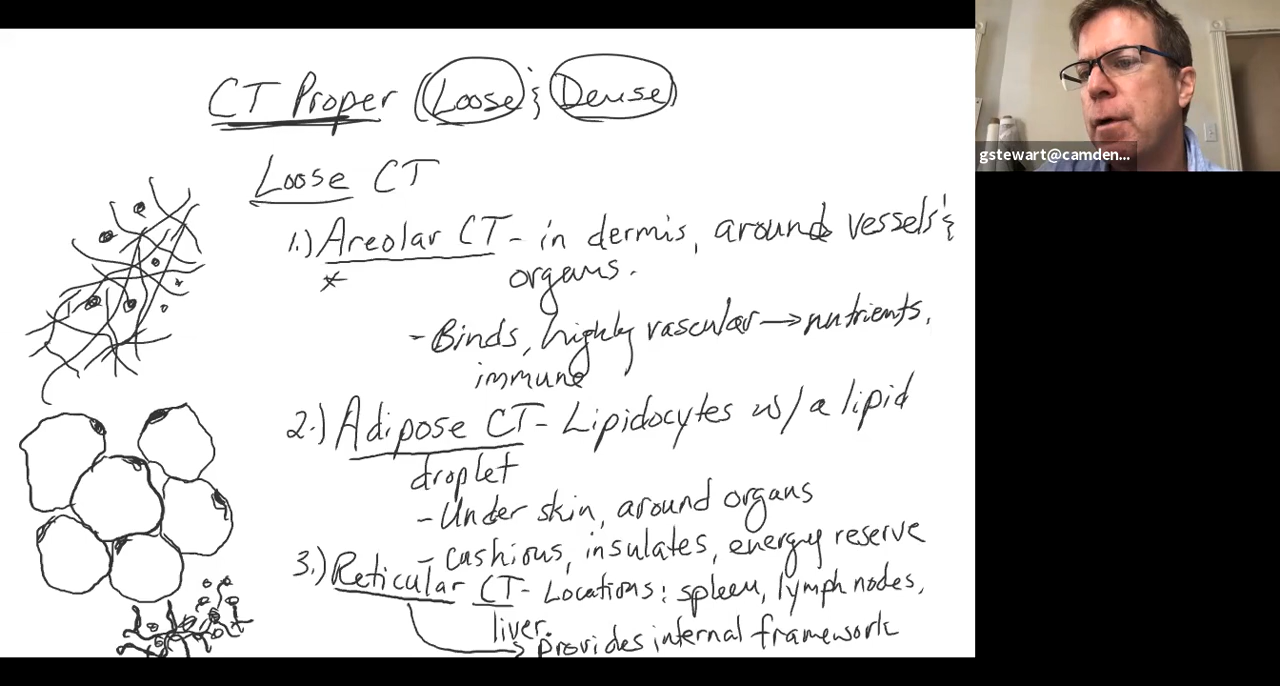 CT Proper (Loose & Dense)
Loose CT
1.) Areolar CT - in dermis, around vessels &
organs.
- Binds, highly vascular → nutrients,
immune
2.) Adipose CT - Lipidocytes w/ a lipid
droplet
- Under skin, around organs
- Cushions, insulates, energy reserve
3.) Reticular CT - Locations: spleen, lymph nodes,
liver.
→ Provides internal framework
gstewart@camden...